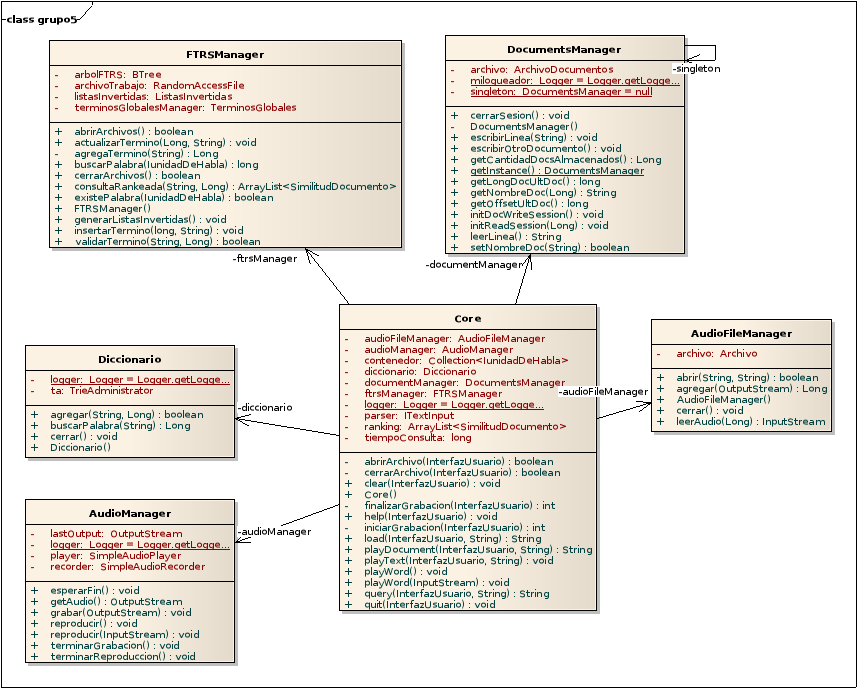 class grupo5
FTRSManager
- arbolFTRS: BTree
- archivoTrabajo: RandomAccessFile
- listasInvertidas: ListasInvertidas
- terminosGlobalesManager: TerminosGlobales
+ abrirArchivos() : boolean
+ actualizarTermino(Long, String) : void
- agregaTermino(String) : Long
+ buscarPalabra(IunidadDeHabla) : long
+ cerrarArchivos() : boolean
+ consultaRankeada(String, Long) : ArrayList<SimilitudDocumento>
+ existePalabra(IunidadDeHabla) : boolean
+ FTRSManager()
+ generarListasInvertidas() : void
+ insertarTermino(long, String) : void
+ validarTermino(String, Long) : boolean
-ftrsManager
DocumentsManager
- archivo: ArchivoDocumentos
- miloqueador: Logger = Logger.getLogge...
- singleton: DocumentsManager = null
+ cerrarSesion() : void
- DocumentsManager()
+ escribirLinea(String) : void
+ escribirOtroDocumento() : void
+ getCantidadDocsAlmacenados() : Long
+ getInstance() : DocumentsManager
+ getLongDocUltDoc() : long
+ getNombreDoc(Long) : String
+ getOffsetUltDoc() : long
+ initDocWriteSession() : void
+ initReadSession(Long) : void
+ leerLinea() : String
+ setNombreDoc(String) : boolean
-singleton
-documentManager
Core
- audioFileManager: AudioFileManager
- audioManager: AudioManager
- contenedor: Collection<IunidadDeHabla>
- diccionario: Diccionario
- documentManager: DocumentsManager
- ftrsManager: FTRSManager
- logger: Logger = Logger.getLogge...
- parser: ITextInput
- ranking: ArrayList<SimilitudDocumento>
- tiempoConsulta: long
- abrirArchivo(InterfazUsuario) : boolean
- cerrarArchivo(InterfazUsuario) : boolean
+ clear(InterfazUsuario) : void
+ Core()
- finalizarGrabacion(InterfazUsuario) : int
+ help(InterfazUsuario) : void
- iniciarGrabacion(InterfazUsuario) : int
+ load(InterfazUsuario, String) : String
+ playDocument(InterfazUsuario, String) : String
+ playText(InterfazUsuario, String) : void
+ playWord() : void
+ playWord(InputStream) : void
+ query(InterfazUsuario, String) : String
+ quit(InterfazUsuario) : void
-audioFileManager
AudioFileManager
- archivo: Archivo
+ abrir(String, String) : boolean
+ agregar(OutputStream) : Long
+ AudioFileManager()
+ cerrar() : void
+ leerAudio(Long) : InputStream
Diccionario
- logger: Logger = Logger.getLogge...
- ta: TrieAdministrator
+ agregar(String, Long) : boolean
+ buscarPalabra(String) : Long
+ cerrar() : void
+ Diccionario()
-diccionario
AudioManager
- lastOutput: OutputStream
- logger: Logger = Logger.getLogge...
- player: SimpleAudioPlayer
- recorder: SimpleAudioRecorder
+ esperarFin() : void
+ getAudio() : OutputStream
+ grabar(OutputStream) : void
+ reproducir() : void
+ reproducir(InputStream) : void
+ terminarGrabacion() : void
+ terminarReproduccion() : void
-audioManager